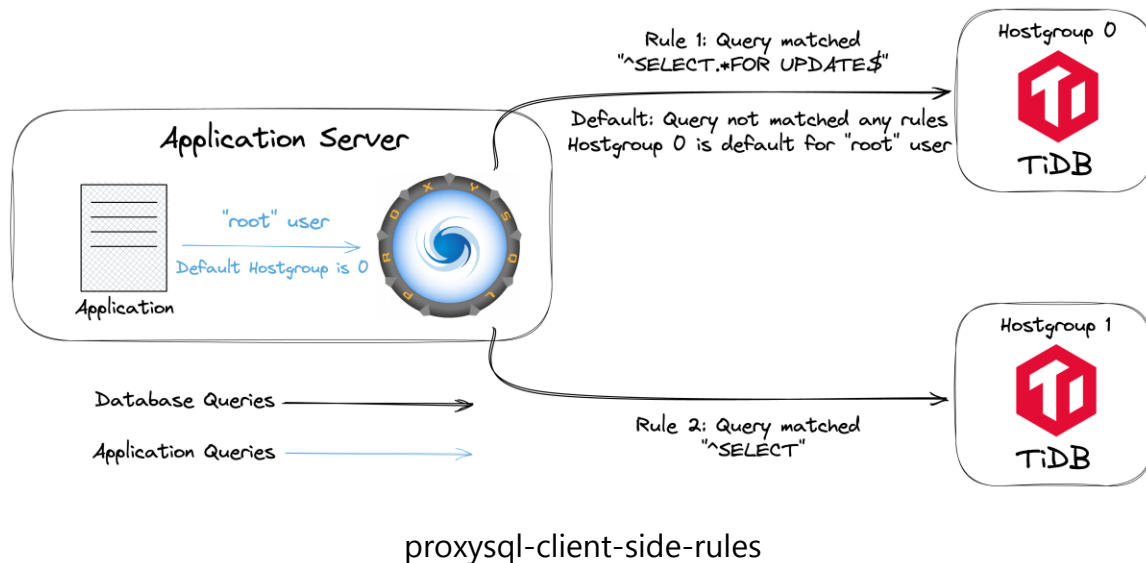 Rule 1: Query matched
"^SELECT.*FOR UPDATE$"
Default: Query not matched any rules
Hostgroup 0 is default for "root" user
Hostgroup 0
TiDB
Application Server
"root" user
Default Hostgroup is 0
Application
PROXYSQL
Hostgroup 1
TiDB
Rule 2: Query matched
"^SELECT"
Database Queries
Application Queries
proxysql-client-side-rules